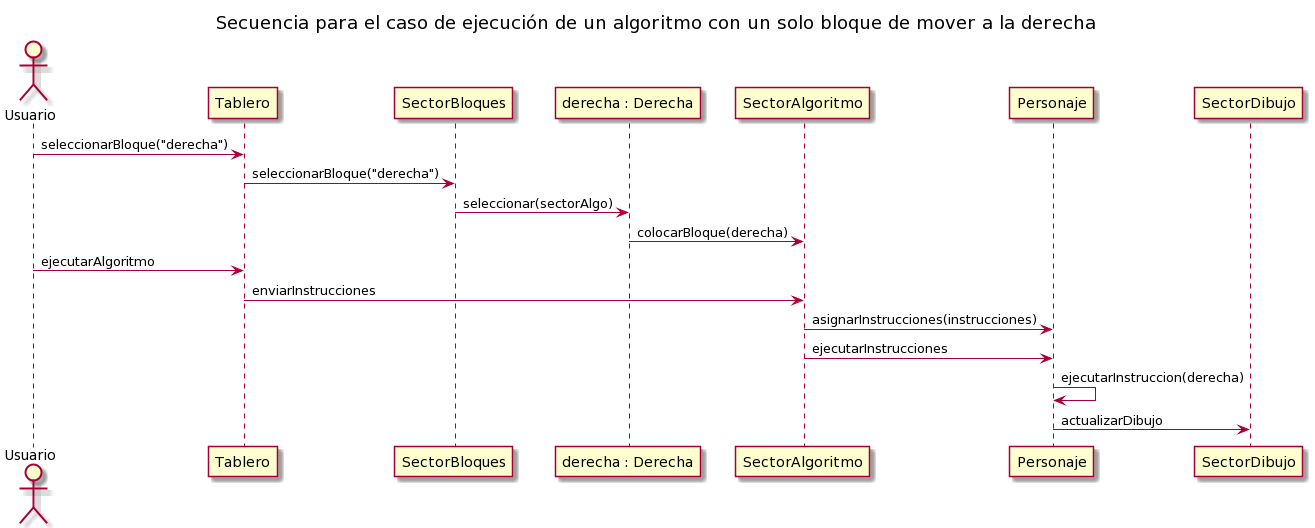 Secuencia para el caso de ejecución de un algoritmo con un solo bloque de mover a la derecha
Usuario
Tablero
SectorBloques
derecha : Derecha
SectorAlgoritmo
Personaje
SectorDibujo
seleccionarBloque("derecha")
seleccionarBloque("derecha")
seleccionar(sectorAlgo)
colocarBloque(derecha)
ejecutarAlgoritmo
enviarInstrucciones
asignarInstrucciones(instrucciones)
ejecutarInstrucciones
ejecutarInstruccion(derecha)
actualizarDibujo
Usuario
Tablero
SectorBloques
derecha : Derecha
SectorAlgoritmo
Personaje
SectorDibujo